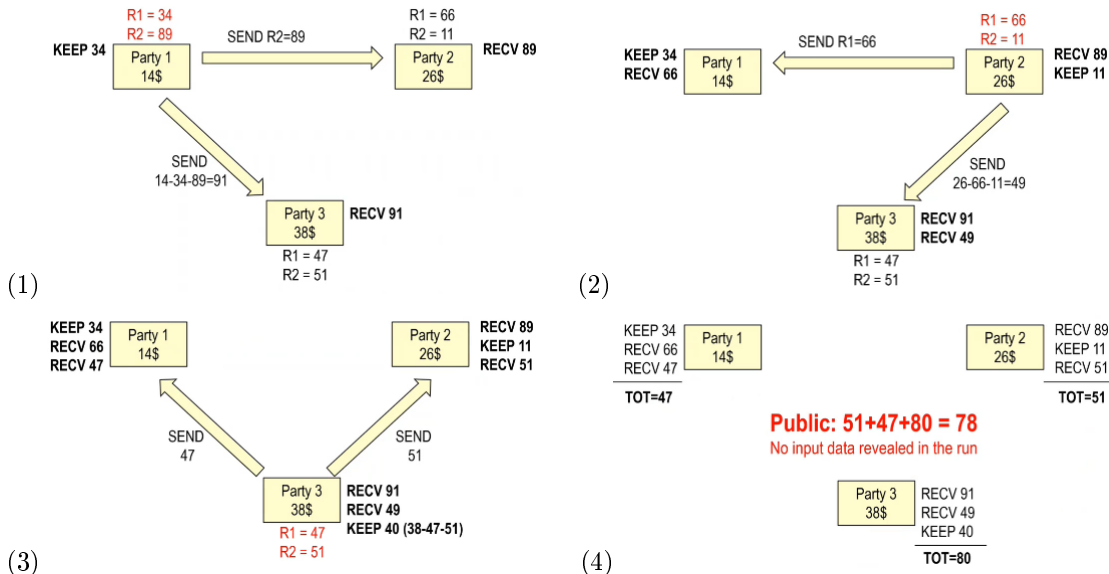 R1 = 34
R2 = 89
KEEP 34
Party 1
14$
SEND R2=89
R1 = 66
R2 = 11
Party 2
26$
RECV 89
SEND
14-34-89=91
Party 3
38$
RECV 91
R1 = 47
R2 = 51
(1)
KEEP 34
RECV 66
Party 1
14$
SEND R1=66
R1 = 66
R2 = 11
Party 2
26$
RECV 89
KEEP 11
SEND
26-66-11=49
Party 3
38$
RECV 91
RECV 49
R1 = 47
R2 = 51
(2)
KEEP 34
RECV 66
RECV 47
Party 1
14$
Party 2
26$
RECV 89
KEEP 11
RECV 51
SEND
47
SEND
51
Party 3
38$
RECV 91
RECV 49
KEEP 40 (38-47-51)
R1 = 47
R2 = 51
(3)
KEEP 34
RECV 66
RECV 47
TOT=47
Party 1
14$
Party 2
26$
RECV 89
KEEP 11
RECV 51
TOT=51
Public: 51+47+80 = 78
No input data revealed in the run
Party 3
38$
RECV 91
RECV 49
KEEP 40
TOT=80
(4)